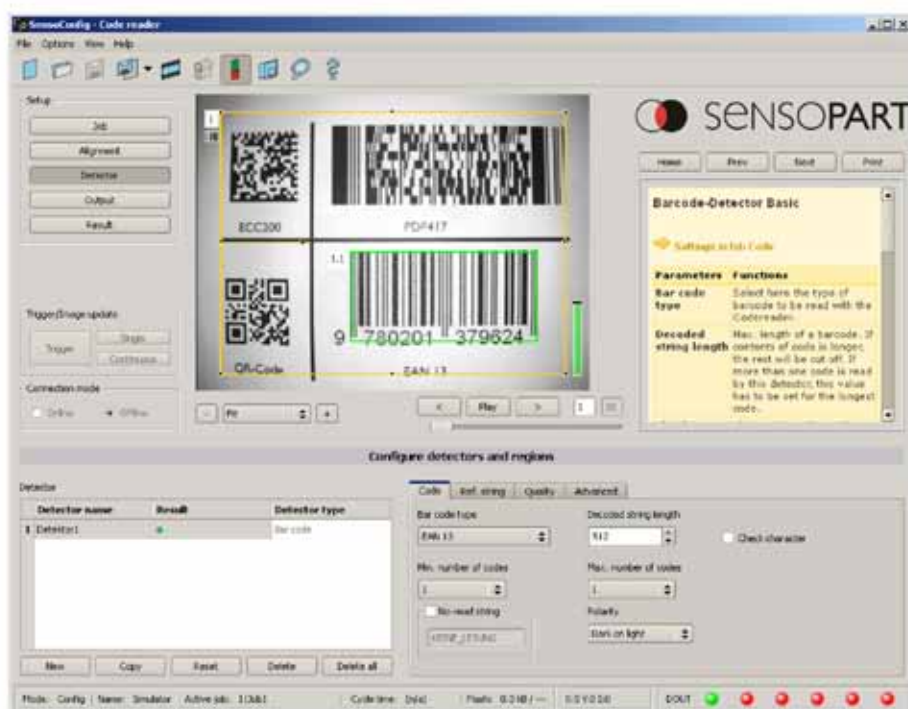 SensoConfig - Code reader
File Options View Help
Setup
Job
Alignment
Detector
Output
Result
Trigger/Image update
Trigger
Single
Continuous
Connection mode
Online Offline
1
ECC200
PDF417
1.1
9 780201 379624
QR-Code
EAN 13
- Fit +
< Play > 1
SENSOPART
Home Prev Next Print
Barcode-Detector Basic
Settings in tab Code
Parameters Functions
Bar code type
Select here the type of barcode to be read with the Codereader.
Decoded string length
Max. length of a barcode. If contents of code is longer, the rest will be cut off. If more than one code is read by this detector, this value has to be set for the longest code.
Configure detectors and regions
Detector
Detector name Result Detector type
1 Detektor1 Bar code
New Copy Reset Delete Delete all
Code Ref. string Quality Advanced
Bar code type
EAN 13
Decoded string length
512
Check character
Min. number of codes
1
Max. number of codes
1
No-read string
Polarity
Dark on light
Mode: Config Name: Simulator Active job: 1(Job1) Cycle time: [n/a] DOUT